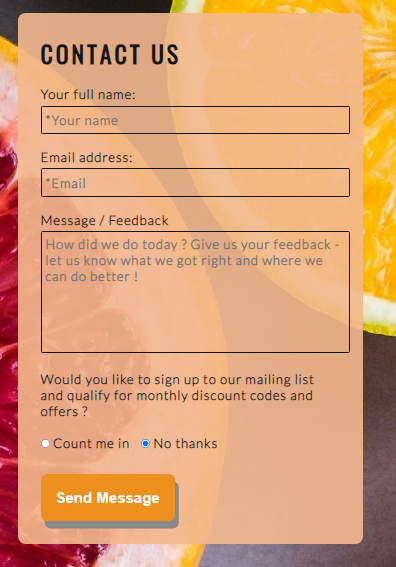 CONTACT US
Your full name:
*Your name
Email address:
*Email
Message / Feedback
How did we do today ? Give us your feedback -
let us know what we got right and where we
can do better !
Would you like to sign up to our mailing list
and qualify for monthly discount codes and
offers ?
Count me in No thanks
Send Message